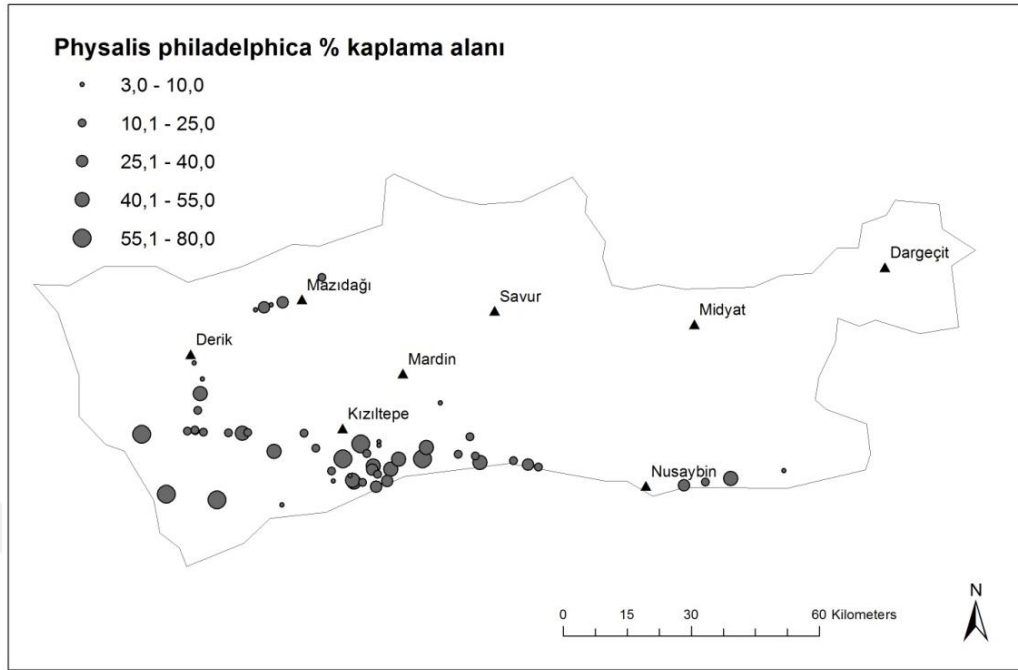 Physalis philadelphica % kaplama alanı
3,0 - 10,0
10,1 - 25,0
25,1 - 40,0
40,1 - 55,0
55,1 - 80,0
Dargeçit
Mazıdağı
Savur
Midyat
Derik
Mardin
Kızıltepe
Nusaybin
N
0 15 30 60 Kilometers